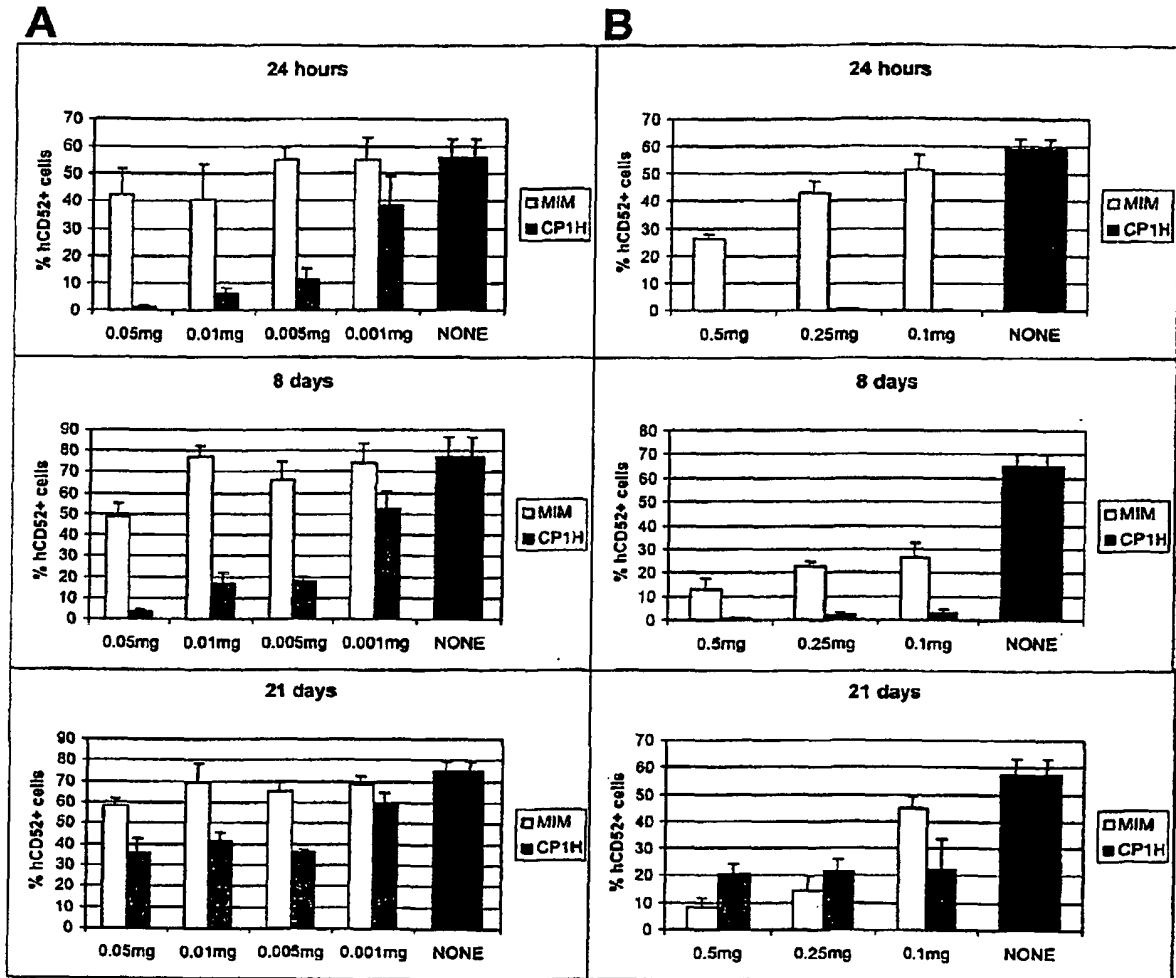 A
24 hours
% hCD52+ cells
70
60
50
40
30
20
10
0
0.05mg
0.01mg
0.005mg
0.001mg
NONE
MIM
CP1H
8 days
% hCD52+ cells
90
80
70
60
50
40
30
20
10
0
0.05mg
0.01mg
0.005mg
0.001mg
NONE
MIM
CP1H
21 days
% hCD52+ cells
90
80
70
60
50
40
30
20
10
0
0.05mg
0.01mg
0.005mg
0.001mg
NONE
MIM
CP1H
B
24 hours
% hCD52+ cells
70
60
50
40
30
20
10
0
0.5mg
0.25mg
0.1mg
NONE
MIM
CP1H
8 days
% hCD52+ cells
80
70
60
50
40
30
20
10
0
0.5mg
0.25mg
0.1mg
NONE
MIM
CP1H
21 days
% hCD52+ cells
70
60
50
40
30
20
10
0
0.5mg
0.25mg
0.1mg
NONE
MIM
CP1H